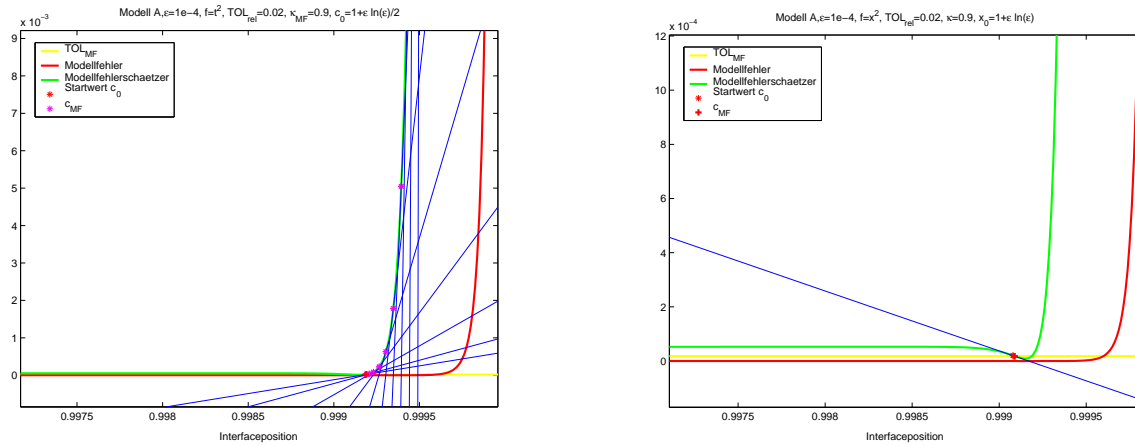 Modell A,ε=1e-4, f=t², TOL_rel=0.02, κ_MF=0.9, c_0=1+ε ln(ε)/2
x 10⁻³
TOL_MF
Modellfehler
Modellfehlerschaetzer
Startwert c_0
c_MF
9
8
7
6
5
4
3
2
1
0
0.9975
0.998
0.9985
0.999
0.9995
Interfaceposition
Modell A,ε=1e-4, f=x², TOL_rel=0.02, κ=0.9, x_0=1+ε ln(ε)
x 10⁻⁴
TOL_MF
Modellfehler
Modellfehlerschaetzer
Startwert c_0
c_MF
12
10
8
6
4
2
0
0.9975
0.998
0.9985
0.999
0.9995
Interfaceposition